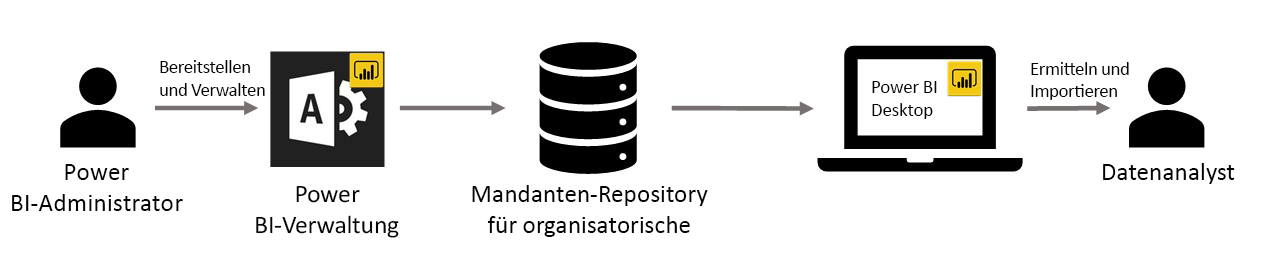 Power
BI-Administrator
Bereitstellen
und Verwalten
A
Power
BI-Verwaltung
Mandanten-Repository
für organisatorische
Power BI
Desktop
Ermitteln und
Importieren
Datenanalyst